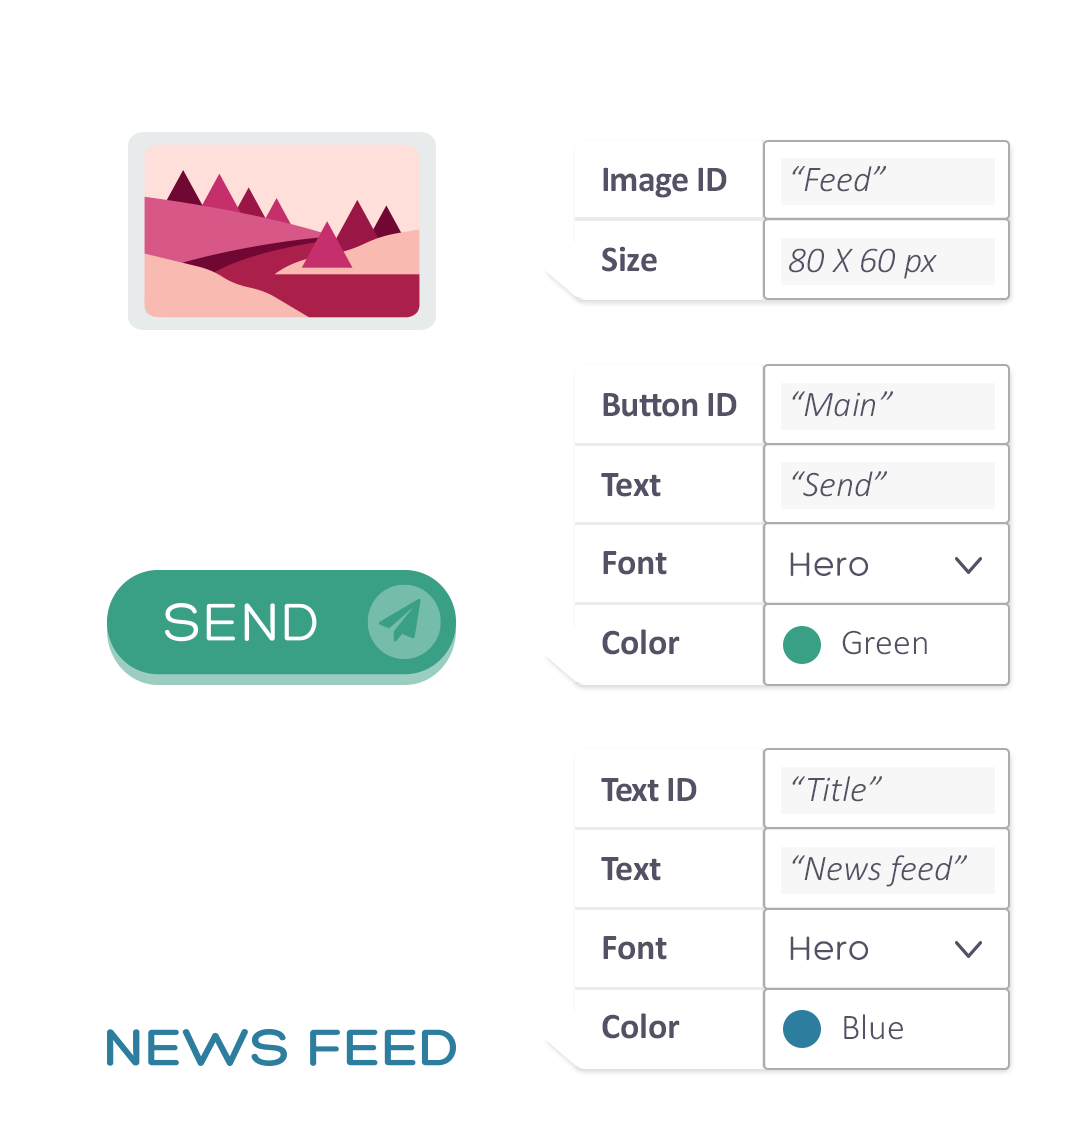 Image ID “Feed”
Size 80 X 60 px
Button ID “Main”
Text “Send”
Font Hero
SEND
Color Green
Text ID “Title”
Text “News feed”
Font Hero
Color Blue
NEWS FEED